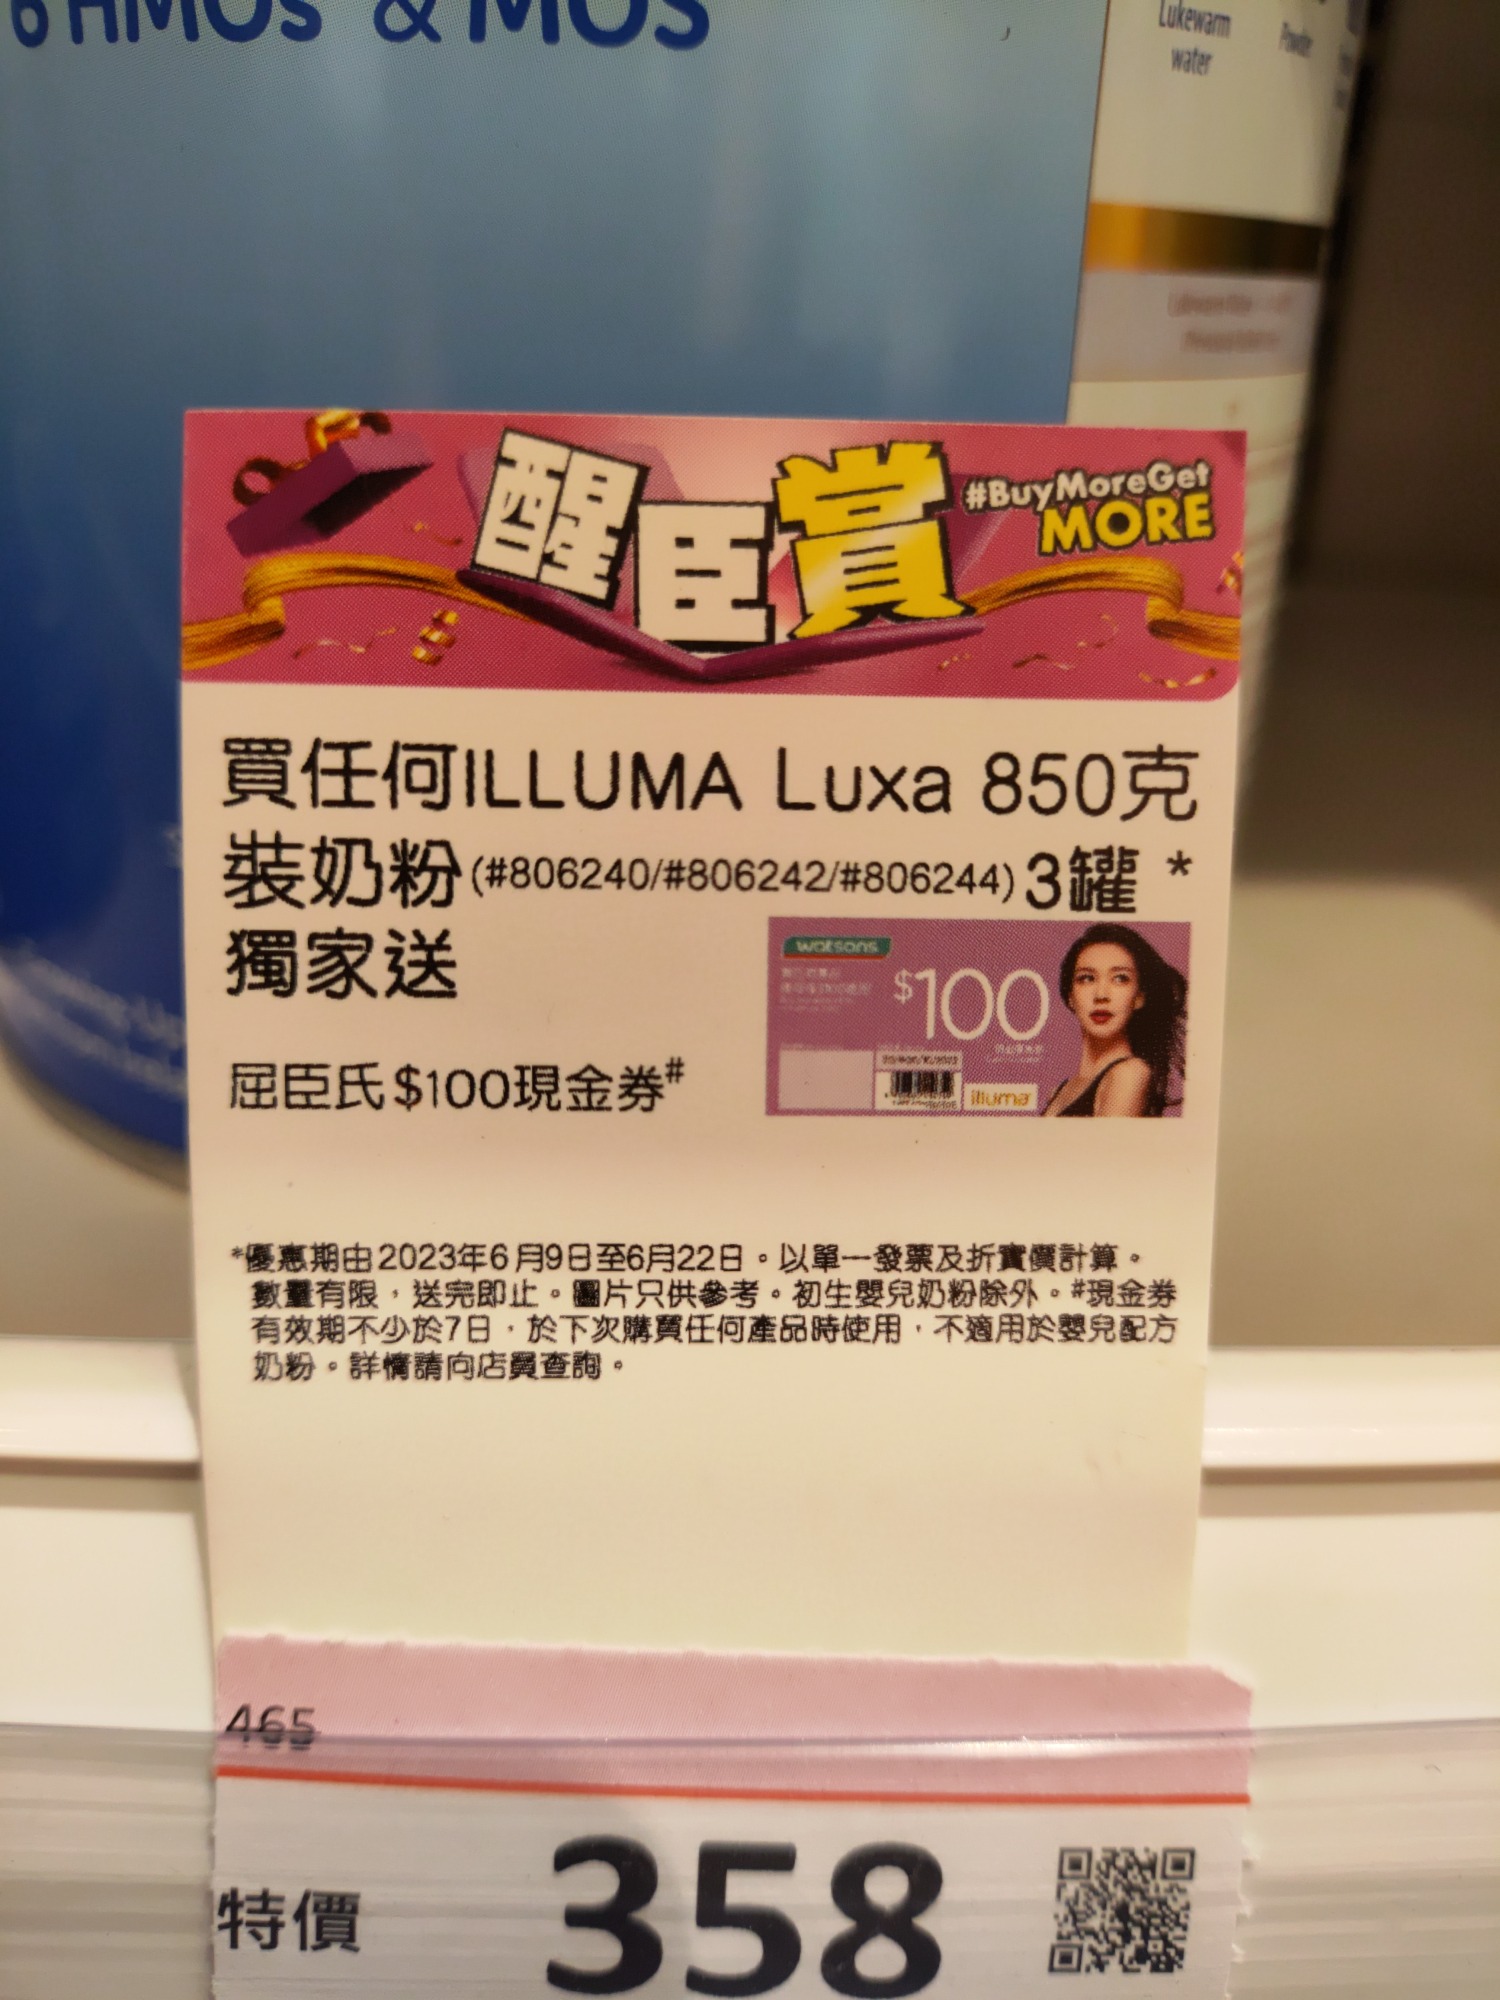 6 HMOs & MOS
Lukewarm
water
Powder
醒臣賞
#BuyMoreGet
MORE
買任何ILLUMA Luxa 850克
裝奶粉(#806240/#806242/#806244)3罐*
獨家送
屈臣氏$100現金券#
watsons
$100
illuma
*優惠期由2023年6月9日至6月22日。以單一發票及折實價計算。
數量有限，送完即止。圖片只供參考。初生嬰兒奶粉除外。#現金券
有效期不少於7日，於下次購買任何產品時使用，不適用於嬰兒配方
奶粉。詳情請向店員查詢。
465
特價
358